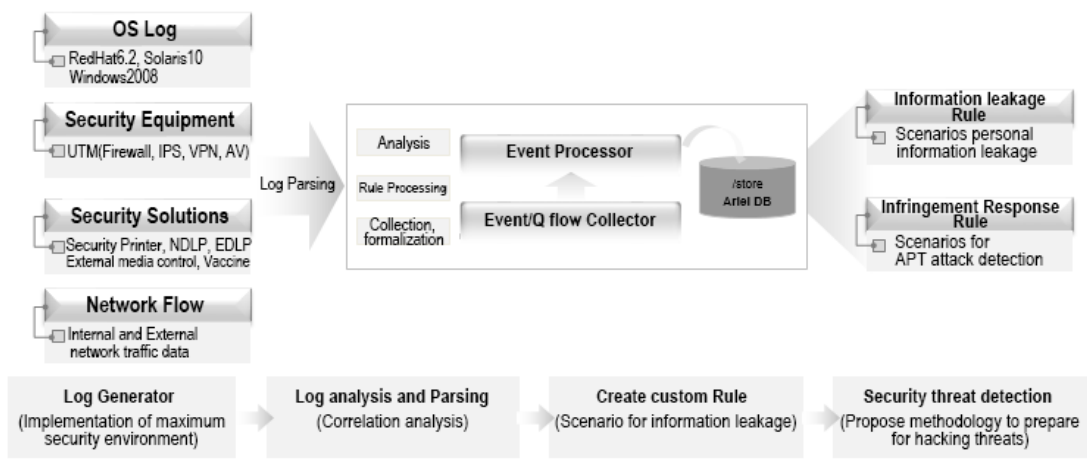 OS Log
RedHat6.2, Solaris10
Windows2008
Security Equipment
UTM(Firewall, IPS, VPN, AV)
Security Solutions
Security Printer, NDLP, EDLP
External media control, Vaccine
Network Flow
Internal and External
network traffic data
Log Parsing
Analysis
Rule Processing
Collection,
formalization
Event Processor
Event/Q flow Collector
/store
Ariel DB
Information leakage
Rule
Scenarios personal
information leakage
Infringement Response
Rule
Scenarios for
APT attack detection
Log Generator
(Implementation of maximum
security environment)
Log analysis and Parsing
(Correlation analysis)
Create custom Rule
(Scenario for information leakage)
Security threat detection
(Propose methodology to prepare
for hacking threats)